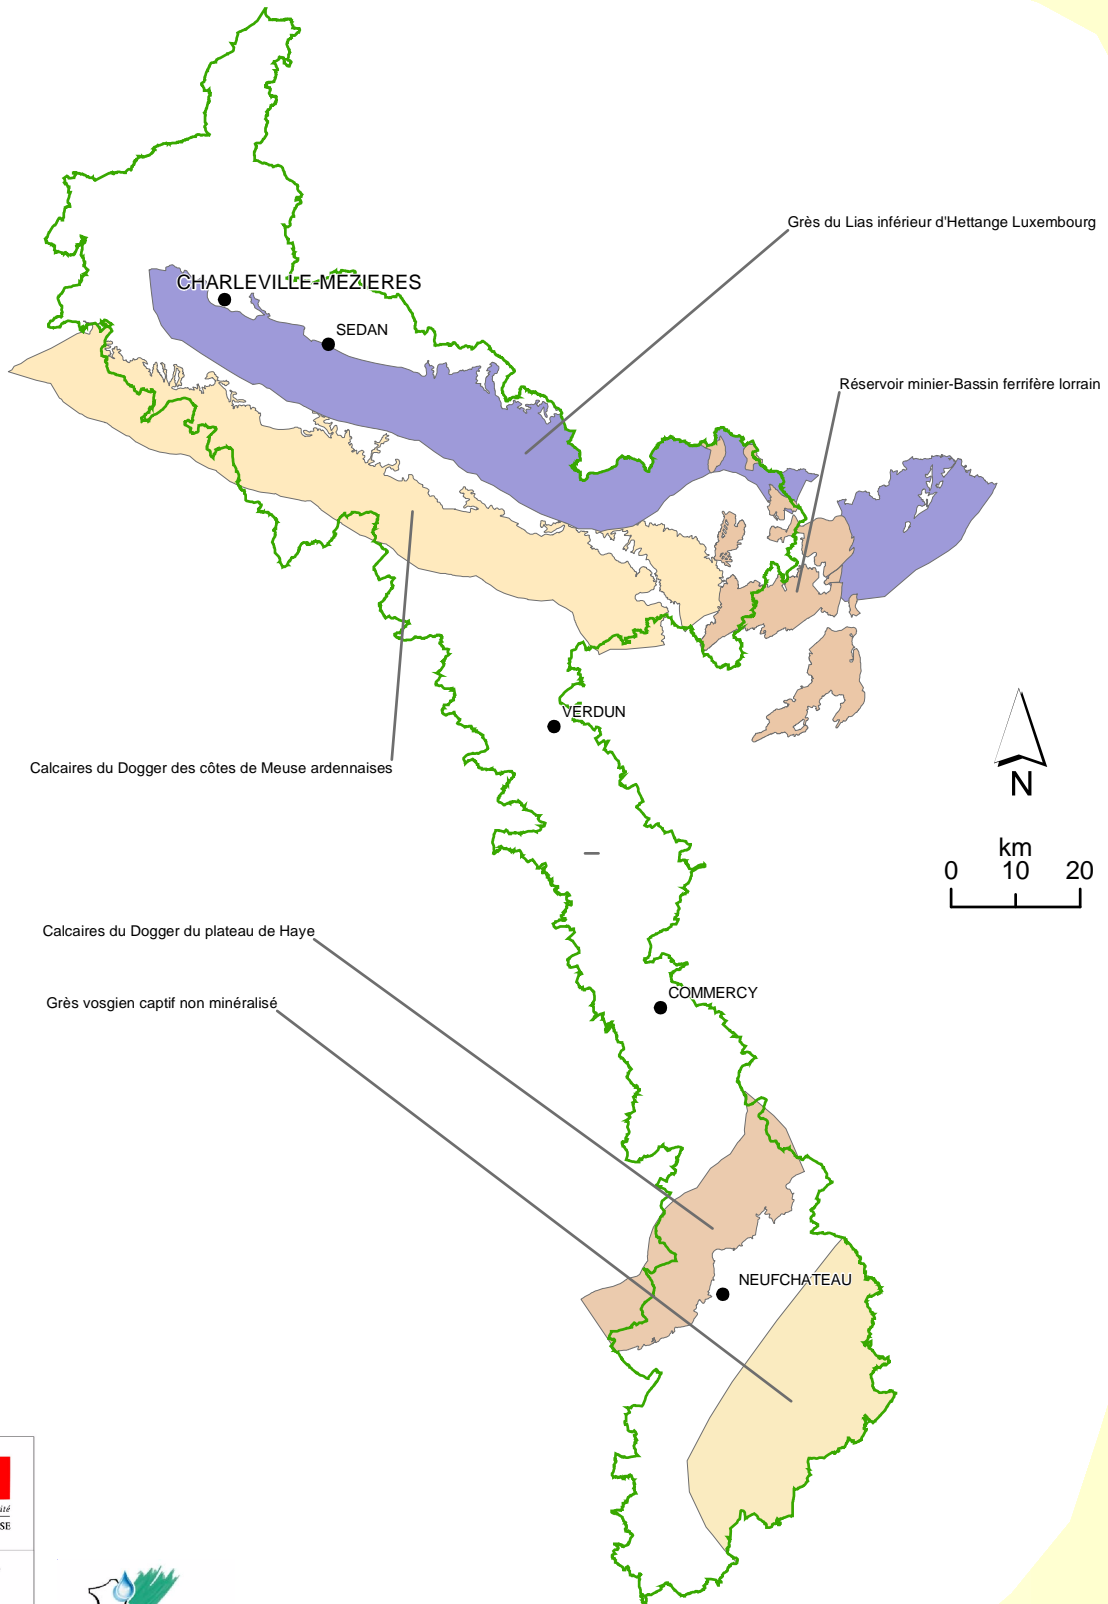 Grès du Lias inférieur d'Hettange Luxembourg
CHARLEVILLE-MEZIERES
SEDAN
Réservoir minier-Bassin ferrifère lorrain
VERDUN
Calcaires du Dogger des côtes de Meuse ardennaises
N
km
0 10 20
Calcaires du Dogger du plateau de Haye
COMMERCY
Grès vosgien captif non minéralisé
NEUFCHATEAU